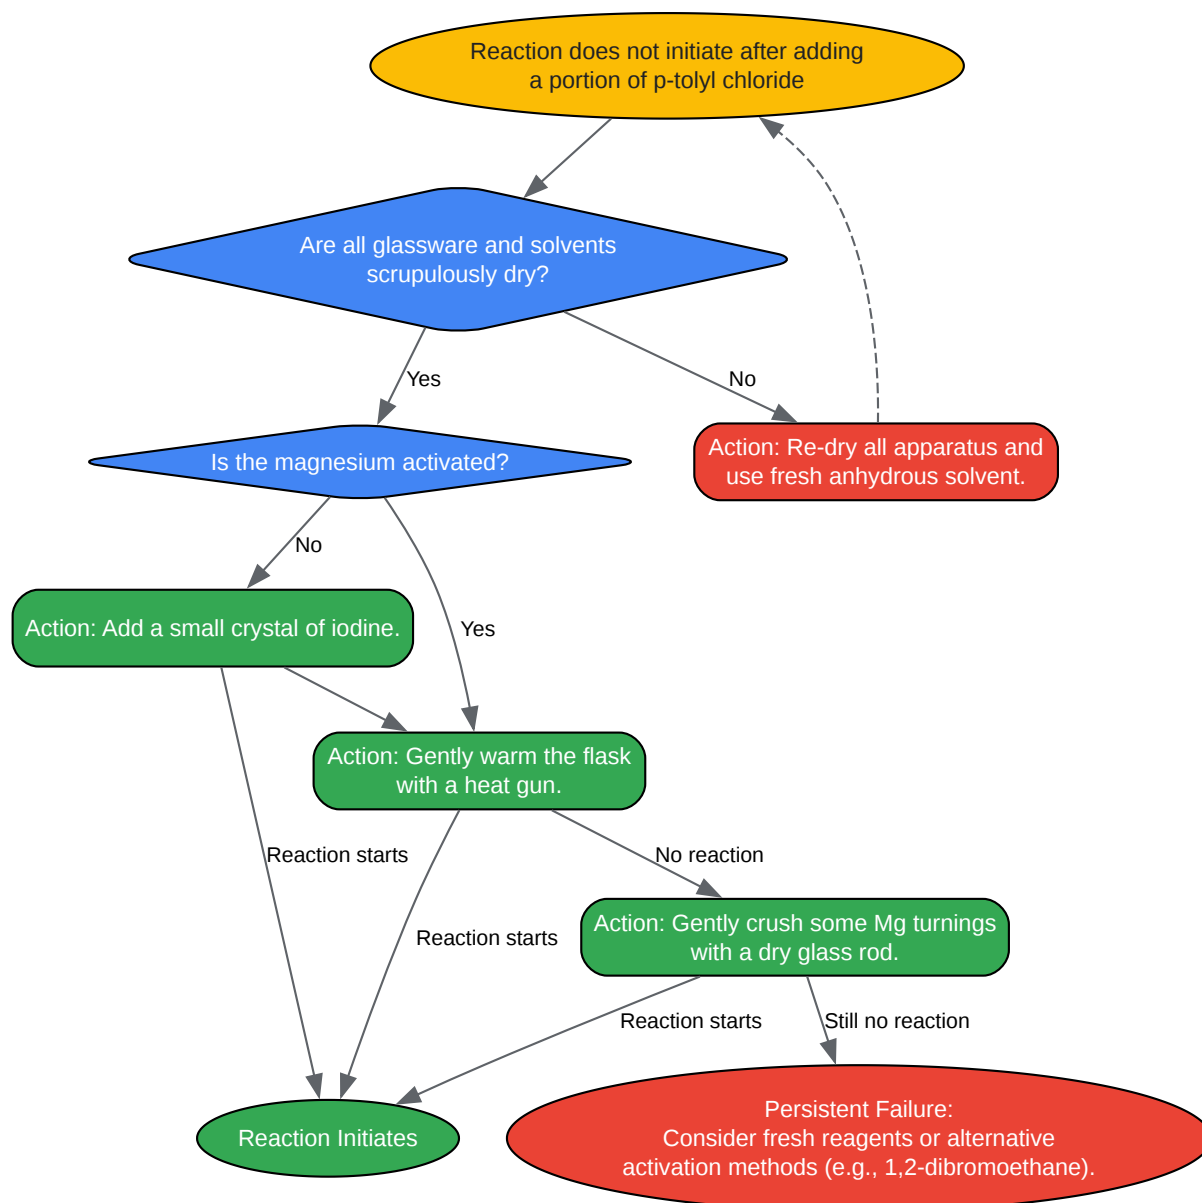 Reaction does not initiate after adding
a portion of p-tolyl chloride
Are all glassware and solvents
scrupulously dry?
Yes
No
Action: Re-dry all apparatus and
use fresh anhydrous solvent.
Is the magnesium activated?
No
Yes
Action: Add a small crystal of iodine.
Action: Gently warm the flask
with a heat gun.
Reaction starts
No reaction
Reaction starts
Action: Gently crush some Mg turnings
with a dry glass rod.
Reaction starts
Still no reaction
Reaction Initiates
Persistent Failure:
Consider fresh reagents or alternative
activation methods (e.g., 1,2-dibromoethane).